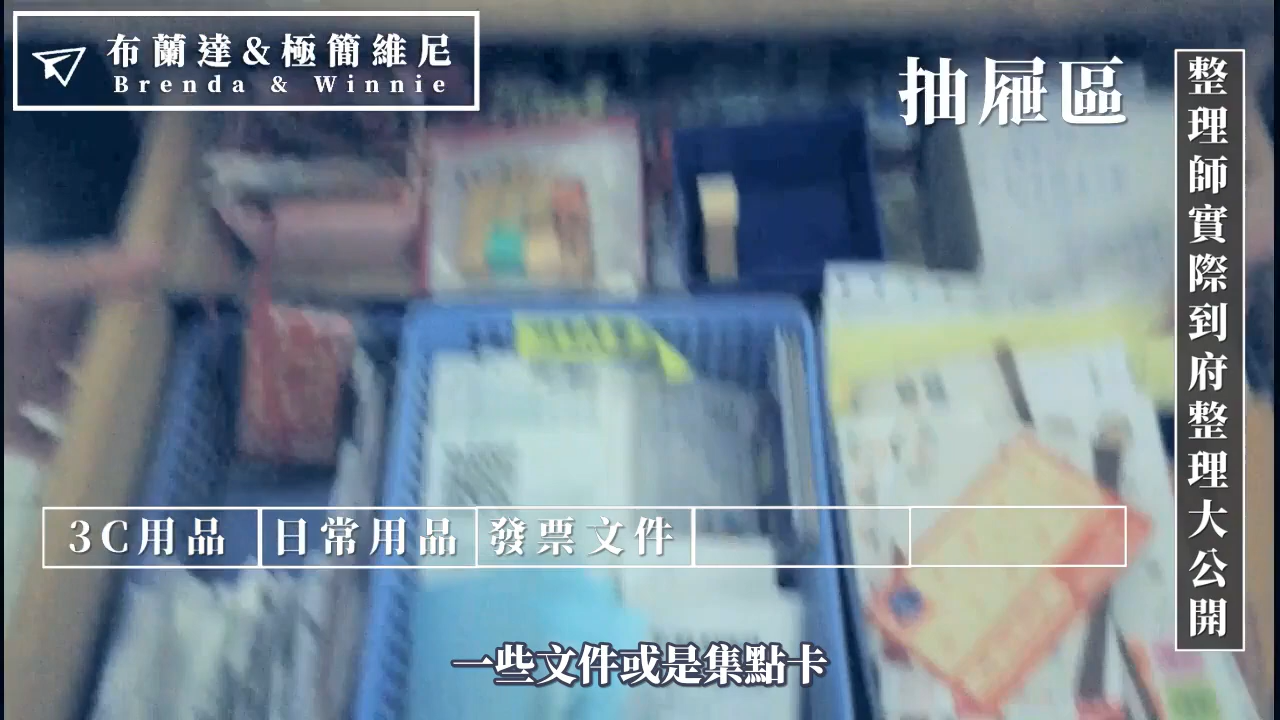 布蘭達&極簡維尼
Brenda & Winnie
抽屜區
整理師實際到府整理大公開
3C用品
日常用品
發票文件
一些文件或是集點卡